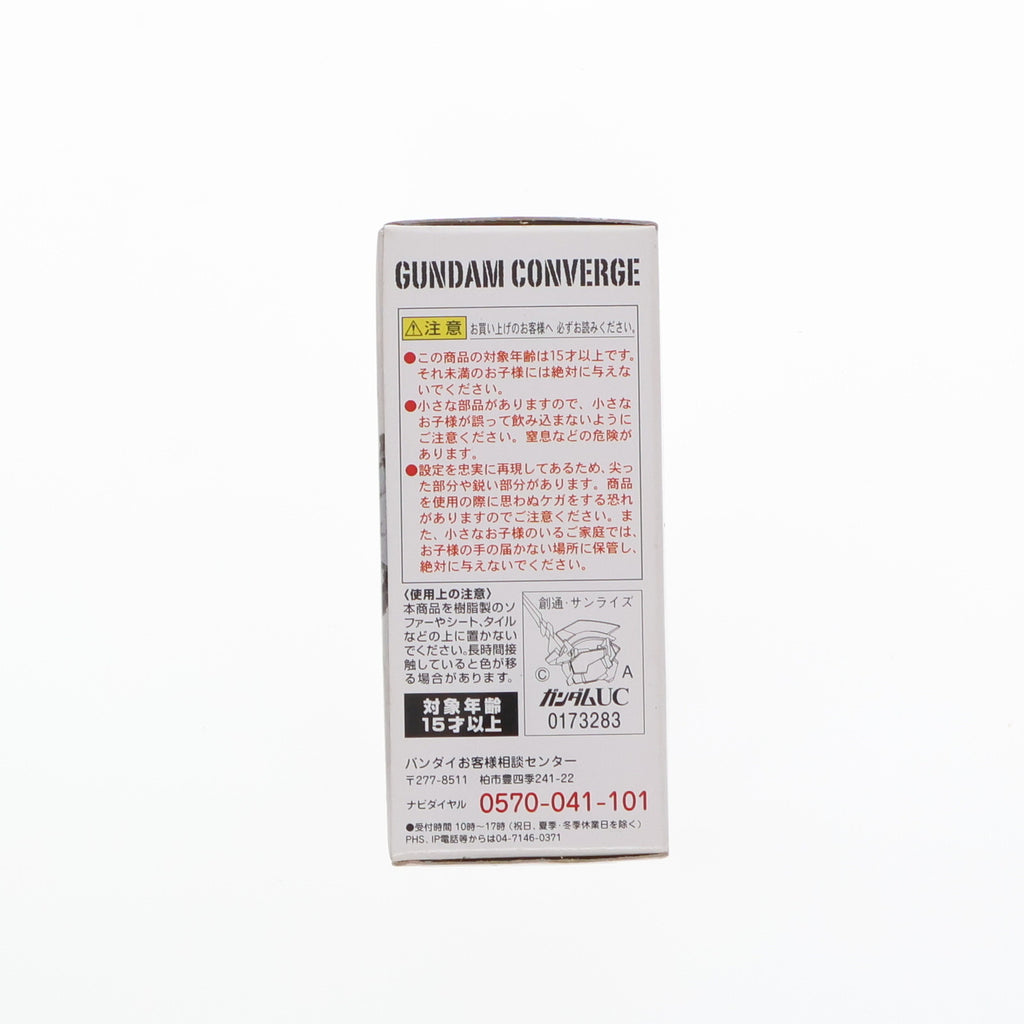 GUNDAM CONVERGE
⚠注意 お買い上げのお客様へ 必ずお読みください。
●この商品の対象年齢は15才以上です。
それ未満のお子様には絶対に与えな
いでください。
●小さな部品がありますので、小さな
お子様が誤って飲み込まないように
ご注意ください。窒息などの危険が
あります。
●設定を忠実に再現してあるため、尖っ
た部分や鋭い部分があります。商品
を使用の際に思わぬケガをする恐れ
がありますのでご注意ください。ま
た、小さなお子様のいるご家庭では、
お子様の手の届かない場所に保管し、
絶対に与えないでください。
〈使用上の注意〉
本商品を樹脂製のソ
ファーやシート、タイル
などの上に置かない
でください。長時間接
触していると色が移
る場合があります。
対象年齢
15才以上
創通・サンライズ
© A
ガンダムUC
0173283
バンダイお客様相談センター
〒277-8511 柏市豊四季241-22
ナビダイヤル 0570-041-101
●受付時間 10時〜17時（祝日、夏季・冬季休業日を除く）
PHS、IP電話等からは04-7146-0371